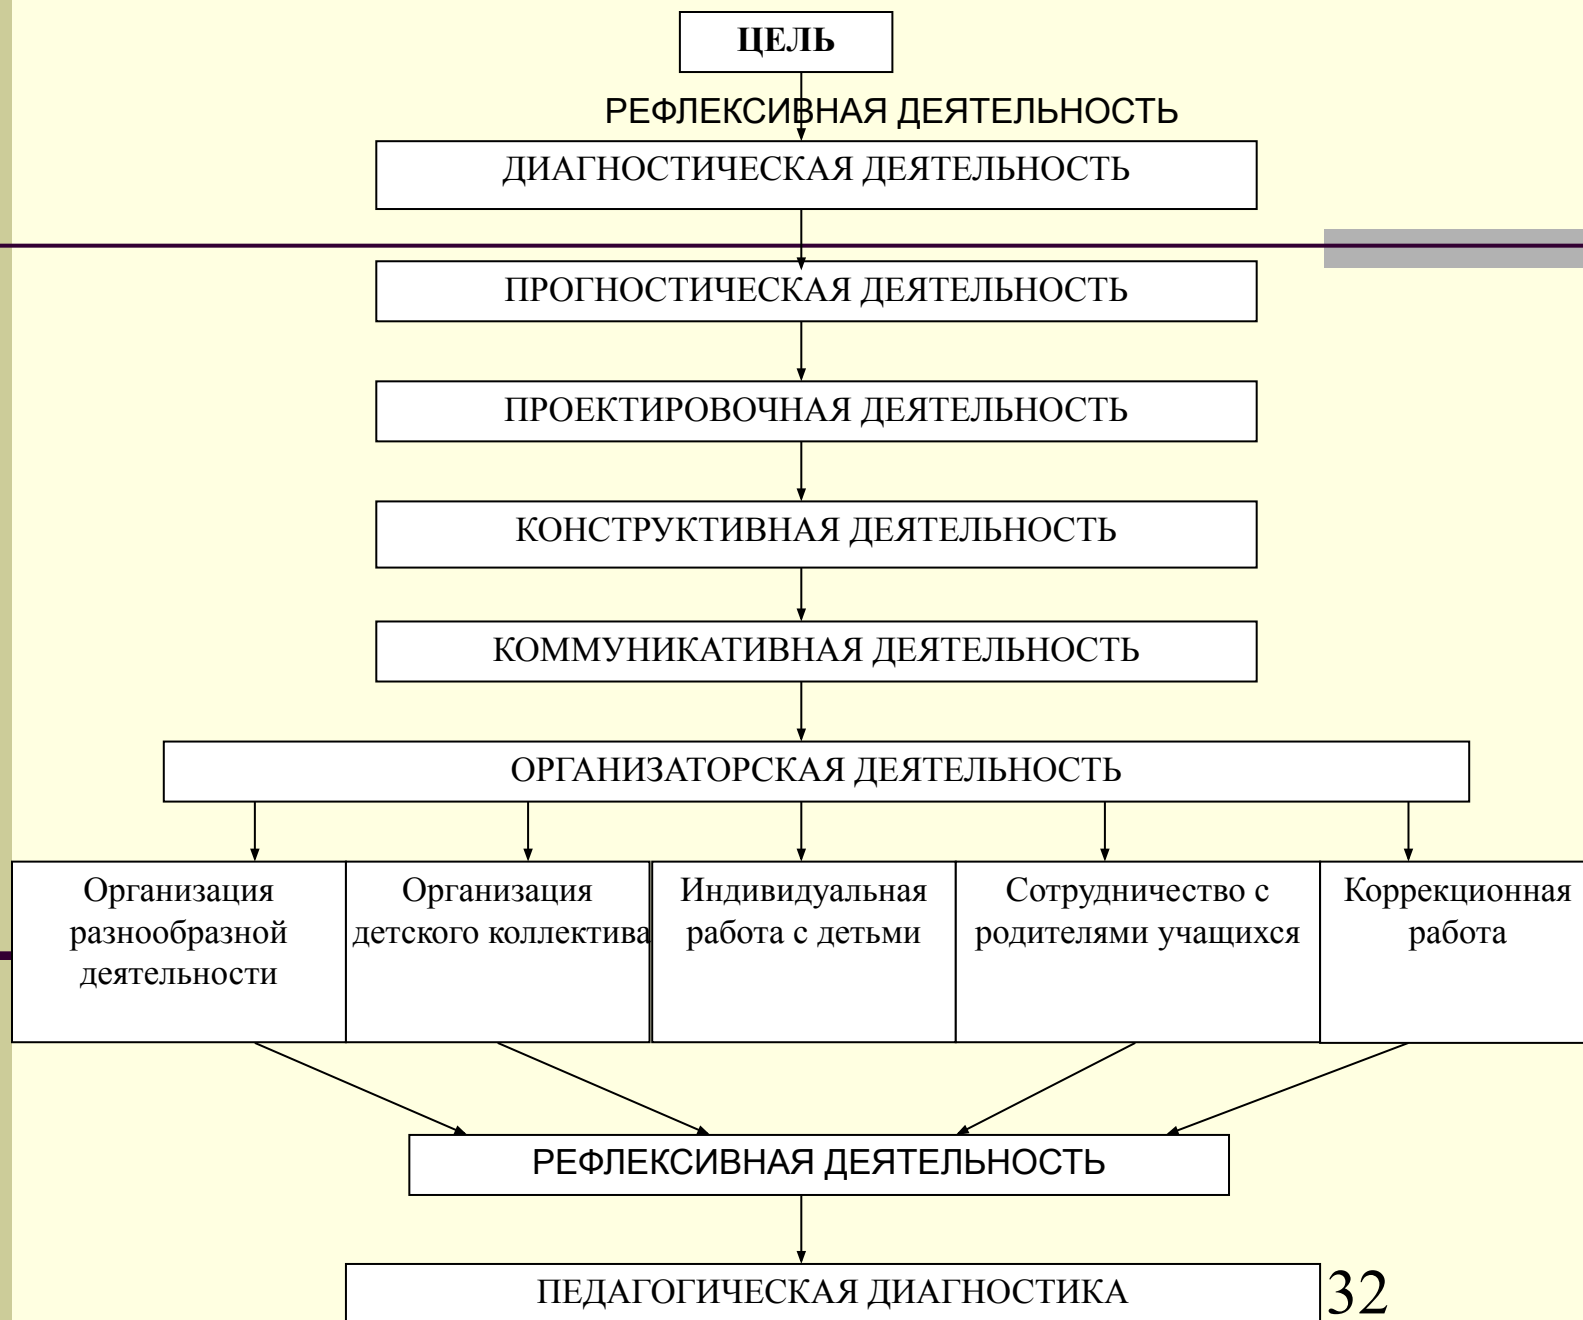 ЦЕЛЬ
РЕФЛЕКСИВНАЯ ДЕЯТЕЛЬНОСТЬ
ДИАГНОСТИЧЕСКАЯ ДЕЯТЕЛЬНОСТЬ
ПРОГНОСТИЧЕСКАЯ ДЕЯТЕЛЬНОСТЬ
ПРОЕКТИРОВОЧНАЯ ДЕЯТЕЛЬНОСТЬ
КОНСТРУКТИВНАЯ ДЕЯТЕЛЬНОСТЬ
КОММУНИКАТИВНАЯ ДЕЯТЕЛЬНОСТЬ
ОРГАНИЗАТОРСКАЯ ДЕЯТЕЛЬНОСТЬ
Организация
разнообразной
деятельности
Организация
детского коллектива
Индивидуальная
работа с детьми
Сотрудничество с
родителями учащихся
Коррекционная
работа
РЕФЛЕКСИВНАЯ ДЕЯТЕЛЬНОСТЬ
ПЕДАГОГИЧЕСКАЯ ДИАГНОСТИКА
32